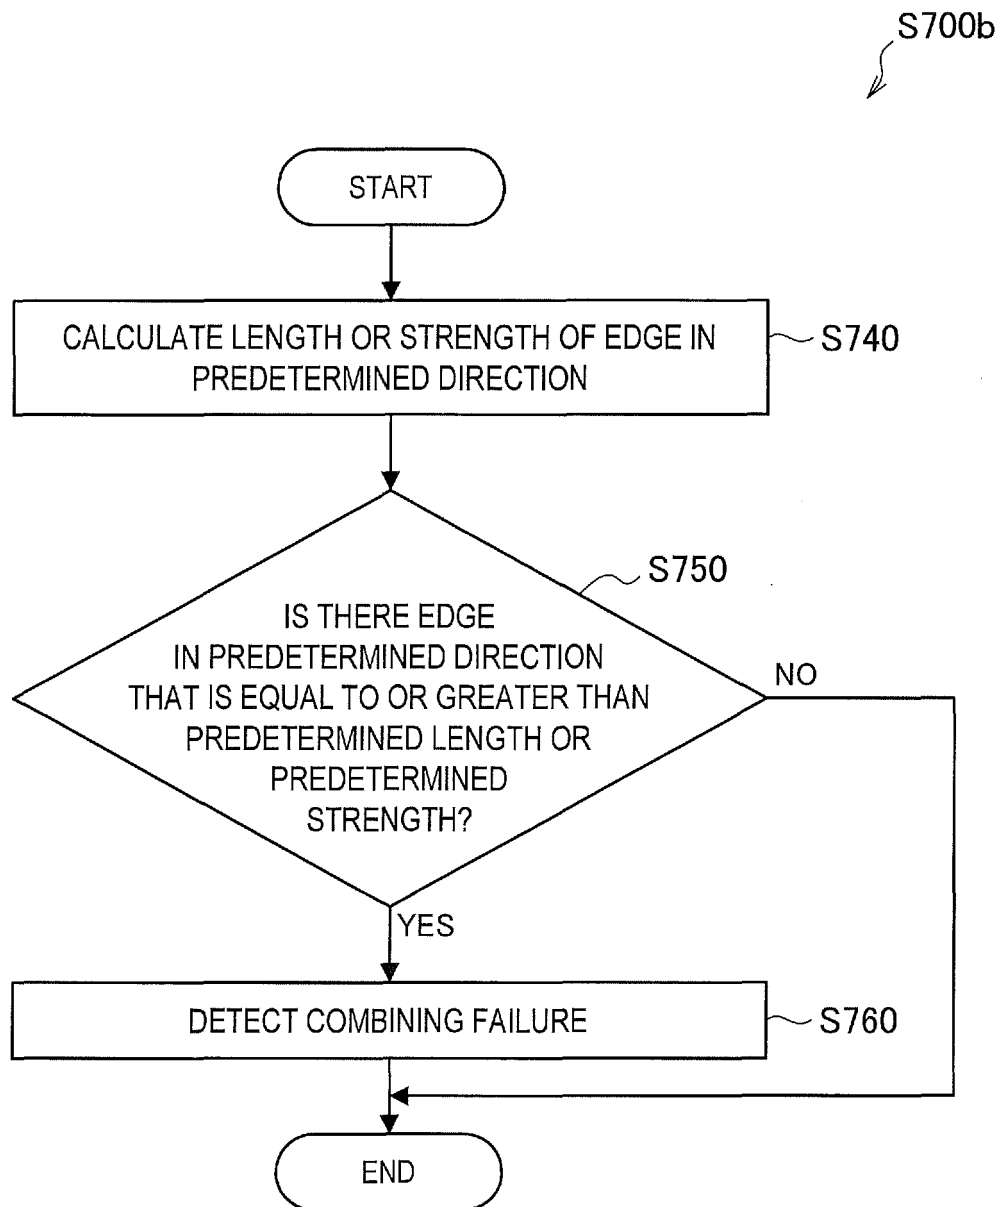 S700b
START
CALCULATE LENGTH OR STRENGTH OF EDGE IN
PREDETERMINED DIRECTION
S740
S750
IS THERE EDGE
IN PREDETERMINED DIRECTION
THAT IS EQUAL TO OR GREATER THAN
PREDETERMINED LENGTH OR
PREDETERMINED
STRENGTH?
NO
YES
DETECT COMBINING FAILURE
S760
END